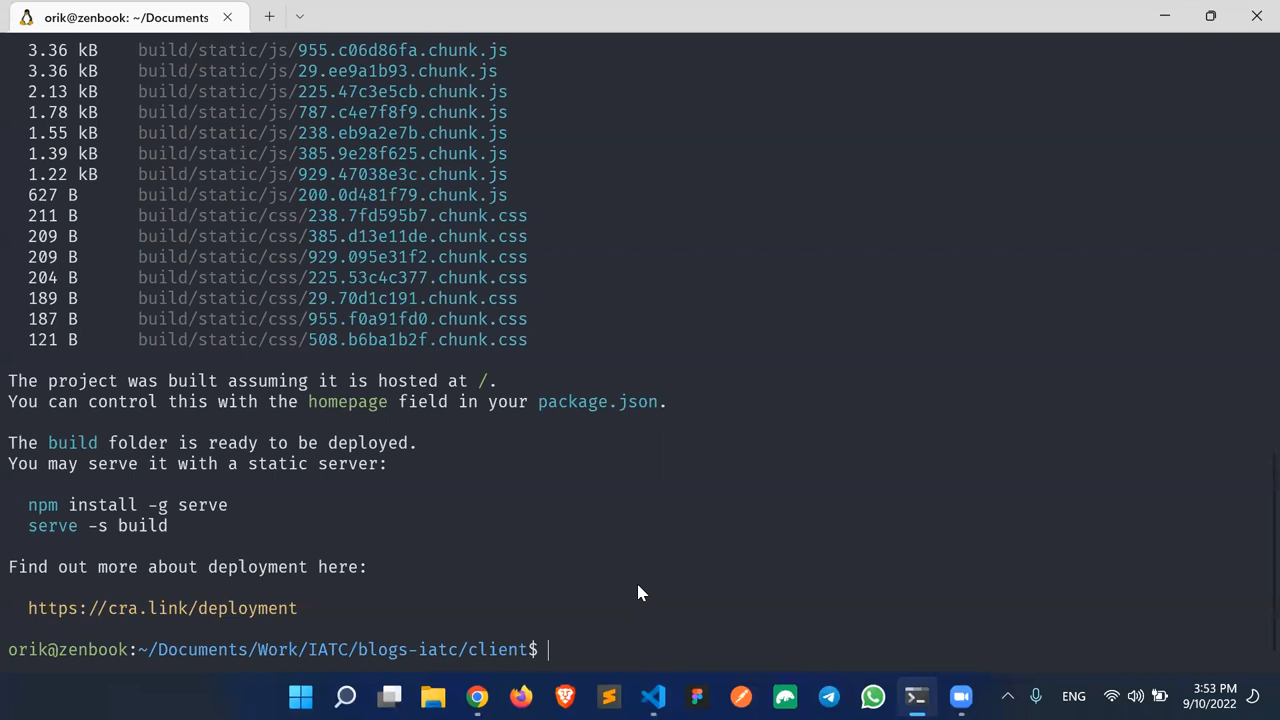 orik@zenbook: ~/Documents
3.36 kB build/static/js/955.c06d86fa.chunk.js
3.36 kB build/static/js/29.ee9a1b93.chunk.js
2.13 kB build/static/js/225.47c3e5cb.chunk.js
1.78 kB build/static/js/787.c4e7f8f9.chunk.js
1.55 kB build/static/js/238.eb9a2e7b.chunk.js
1.39 kB build/static/js/385.9e28f625.chunk.js
1.22 kB build/static/js/929.47038e3c.chunk.js
627 B build/static/js/200.0d481f79.chunk.js
211 B build/static/css/238.7fd595b7.chunk.css
209 B build/static/css/385.d13e11de.chunk.css
209 B build/static/css/929.095e31f2.chunk.css
204 B build/static/css/225.53c4c377.chunk.css
189 B build/static/css/29.70d1c191.chunk.css
187 B build/static/css/955.f0a91fd0.chunk.css
121 B build/static/css/508.b6ba1b2f.chunk.css
The project was built assuming it is hosted at /.
You can control this with the homepage field in your package.json.
The build folder is ready to be deployed.
You may serve it with a static server:
npm install -g serve
serve -s build
Find out more about deployment here:
https://cra.link/deployment
orik@zenbook:~/Documents/Work/IATC/blogs-iatc/client$
ENG
3:53 PM
9/10/2022